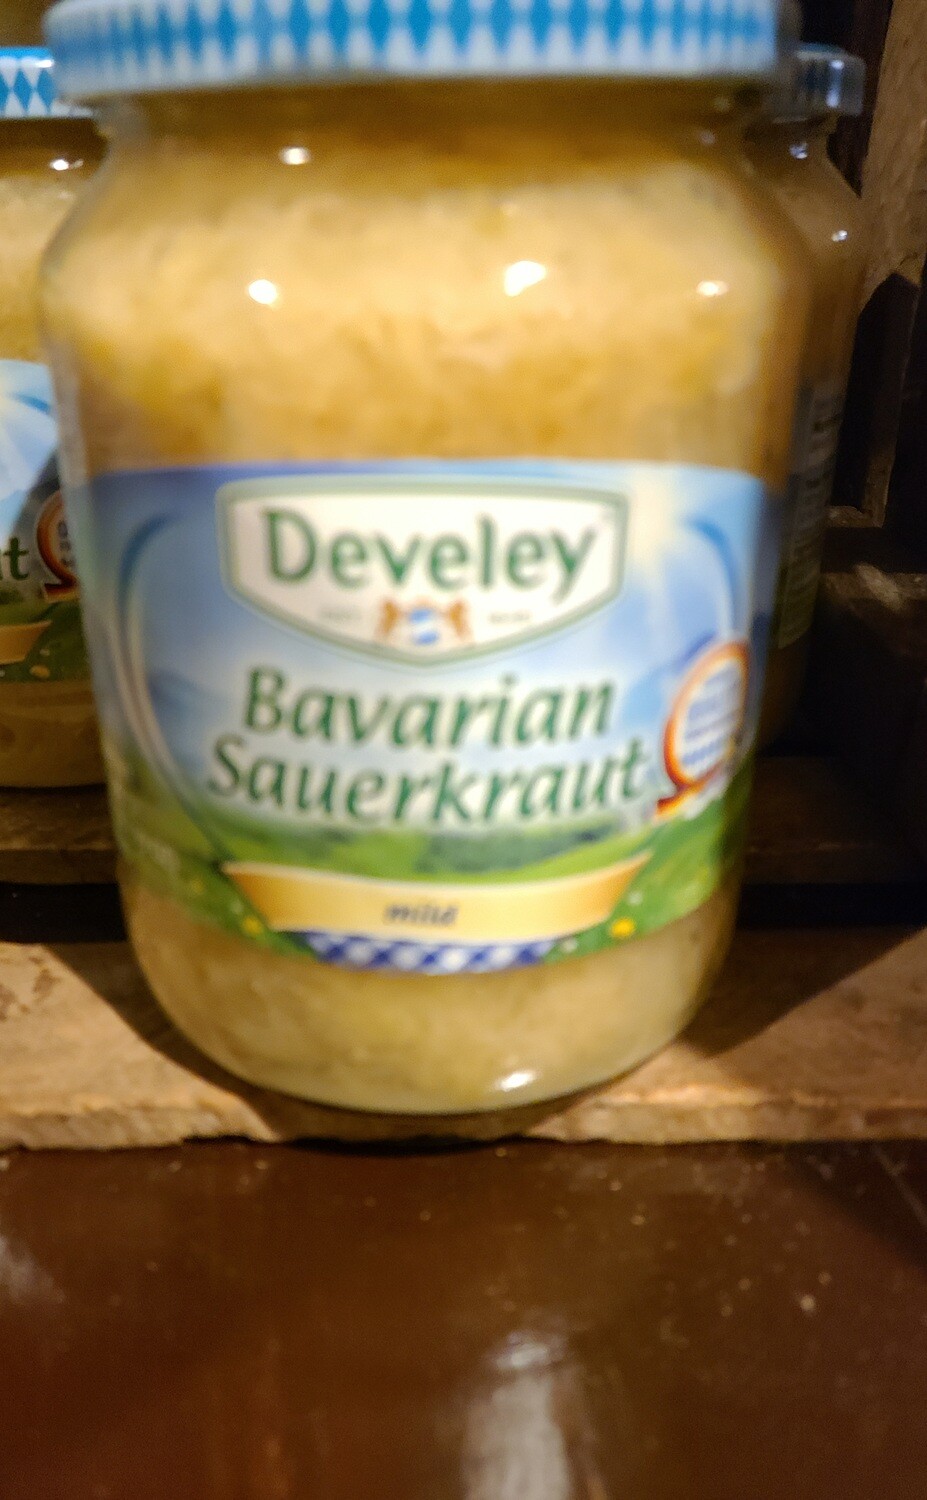 Develey
Bavarian
Sauerkraut
mild